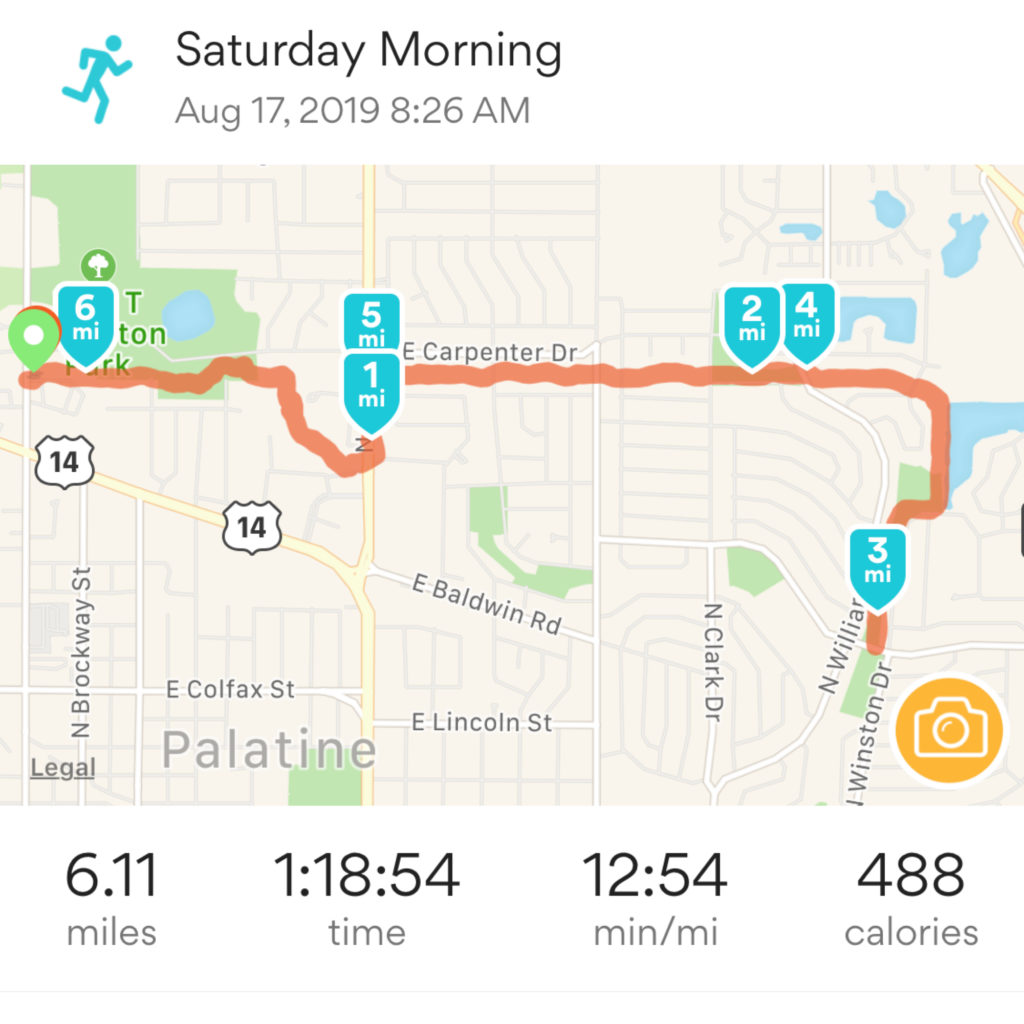 Saturday Morning
Aug 17, 2019 8:26 AM
6
mi
T
ton
Park
5
mi
1
mi
E Carpenter Dr
2
mi
4
mi
N
14
14
3
mi
E Baldwin Rd
N Brockway St
N Clark Dr
N Willia
N Winston Dr
E Colfax St
E Lincoln St
Palatine
Legal
6.11
miles
1:18:54
time
12:54
min/mi
488
calories